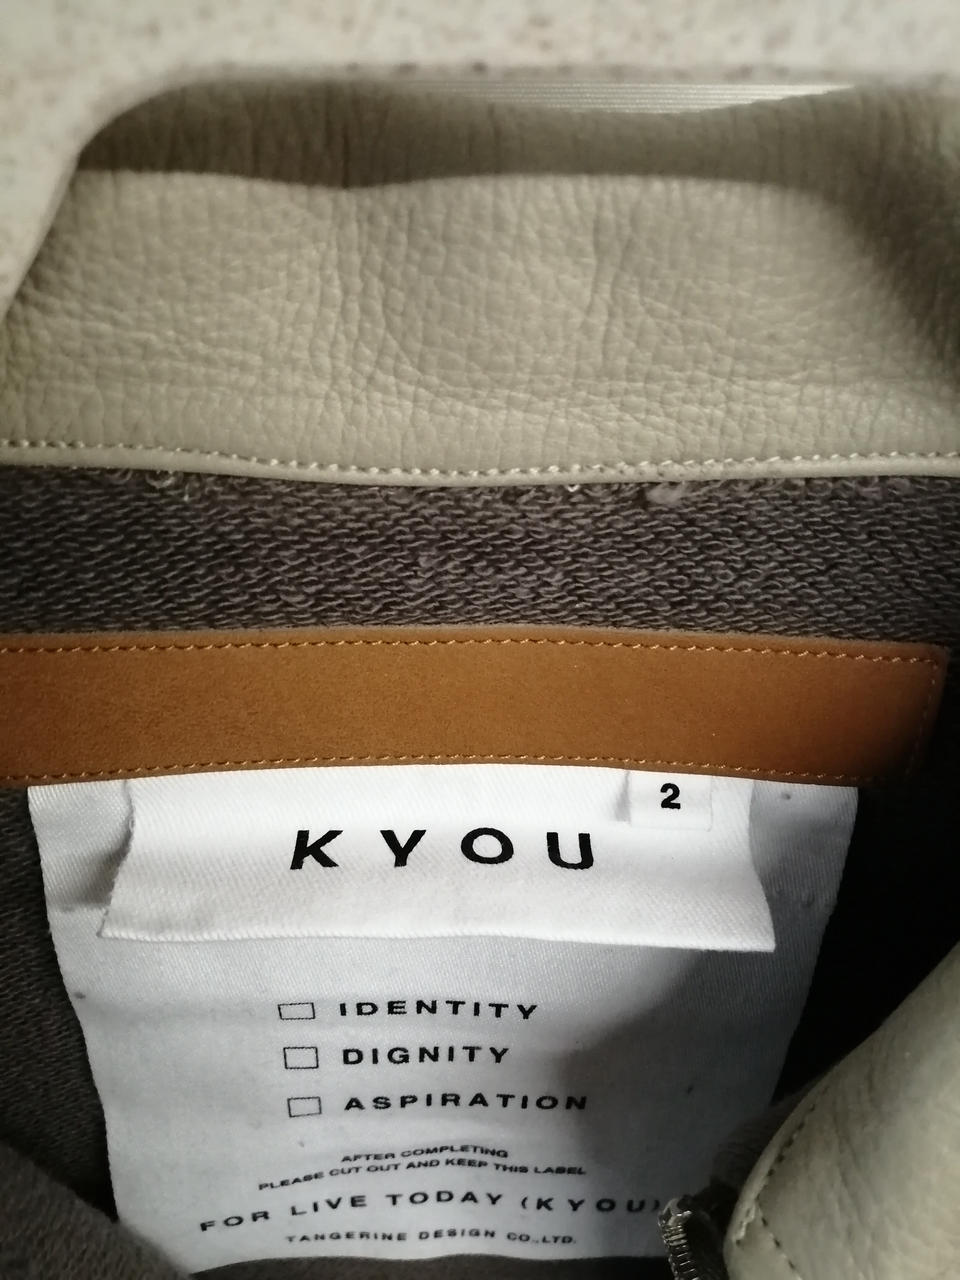 2
KYOU
IDENTITY
DIGNITY
ASPIRATION
AFTER COMPLETING
PLEASE CUT OUT AND KEEP THIS LABEL
FOR LIVE TODAY (KYOU)
TANGERINE DESIGN CO.,LTD.